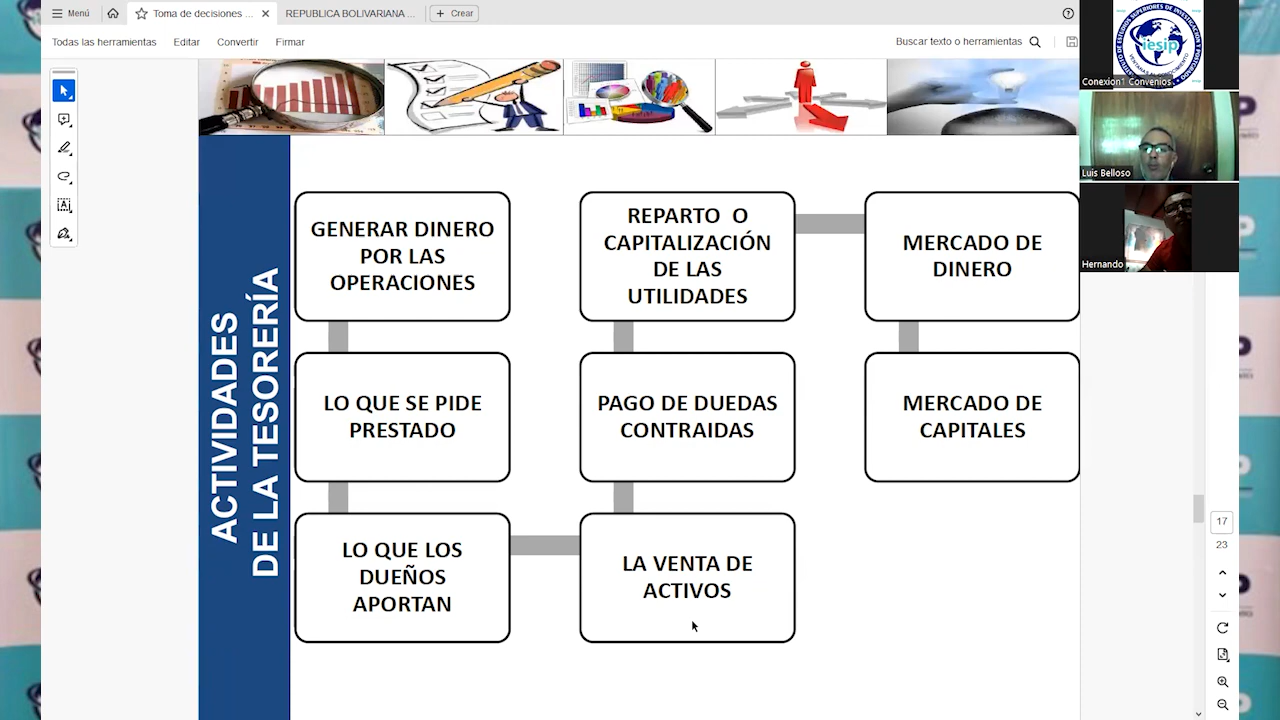 Menú
Toma de decisiones ...
REPUBLICA BOLIVARIANA ...
Crear
Todas las herramientas
Editar
Convertir
Firmar
Buscar texto o herramientas
ACTIVIDADES
DE LA TESORERÍA
GENERAR DINERO
POR LAS
OPERACIONES
LO QUE SE PIDE
PRESTADO
LO QUE LOS
DUEÑOS
APORTAN
LA VENTA DE
ACTIVOS
PAGO DE DUEDAS
CONTRAIDAS
REPARTO O
CAPITALIZACIÓN
DE LAS
UTILIDADES
MERCADO DE
DINERO
MERCADO DE
CAPITALES
iesip
Conexion1 Convenios
Luis Belloso
Hernando
17
23